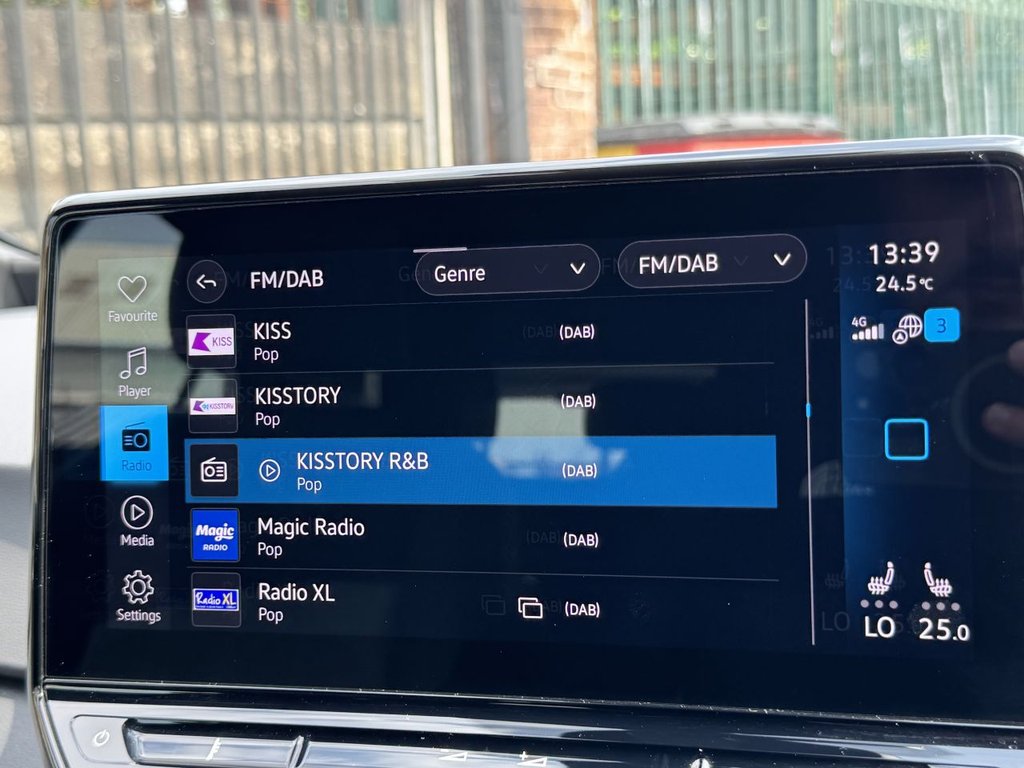 FM/DAB
Genre
FM/DAB
13:39
24.5°C
Favourite
KISS
KISS
Pop
(DAB)
4G
3
Player
KISSTORY
KISSTORY
Pop
(DAB)
Radio
KISSTORY R&B
Pop
(DAB)
Media
Magic
RADIO
Magic Radio
Pop
(DAB)
Settings
Radio XL
Radio XL
Pop
(DAB)
LO
25.0